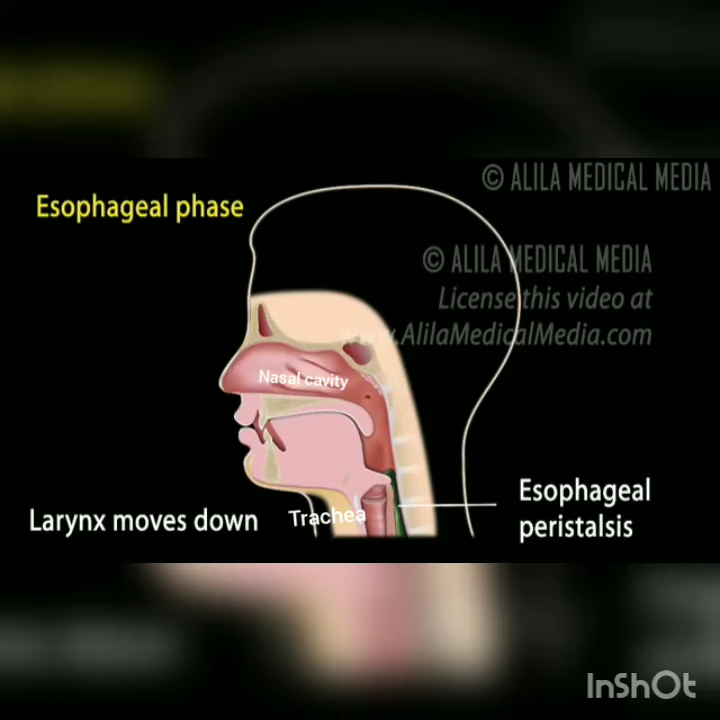 © ALILA MEDICAL MEDIA
Esophageal phase
© ALILA MEDICAL MEDIA
License this video at
www.AlilaMedicalMedia.com
Nasal cavity
Esophageal
peristalsis
Larynx moves down
Trachea
InShOt